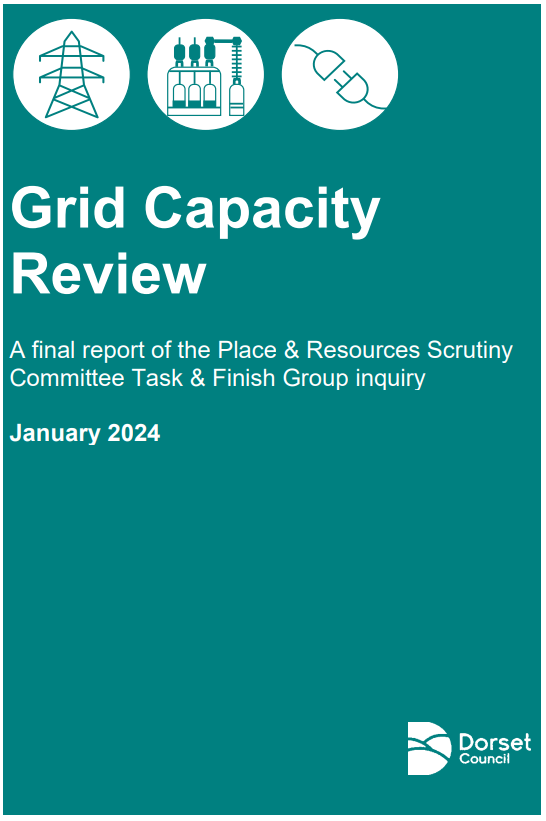 Grid Capacity
Review
A final report of the Place & Resources Scrutiny
Committee Task & Finish Group inquiry
January 2024
Dorset
Council